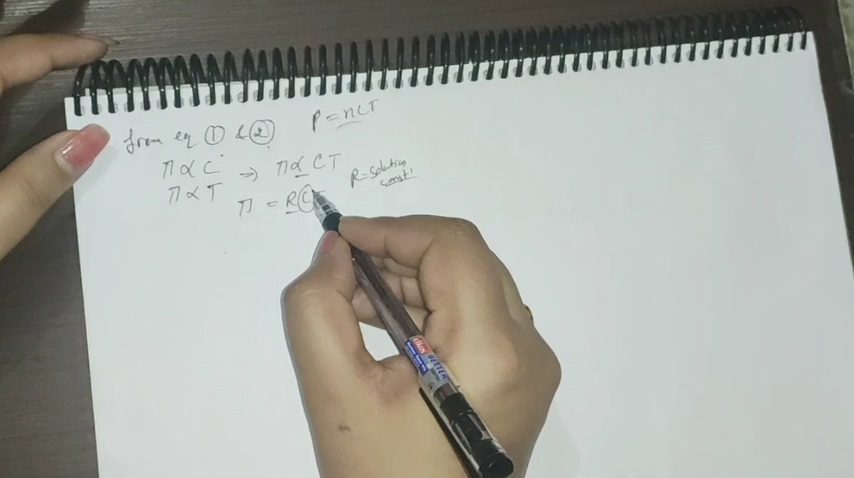 P = nCT
from eq ① & ②
π ∝ C ⇒ π ∝ CT
π ∝ T
R = solution
const.
π = RC